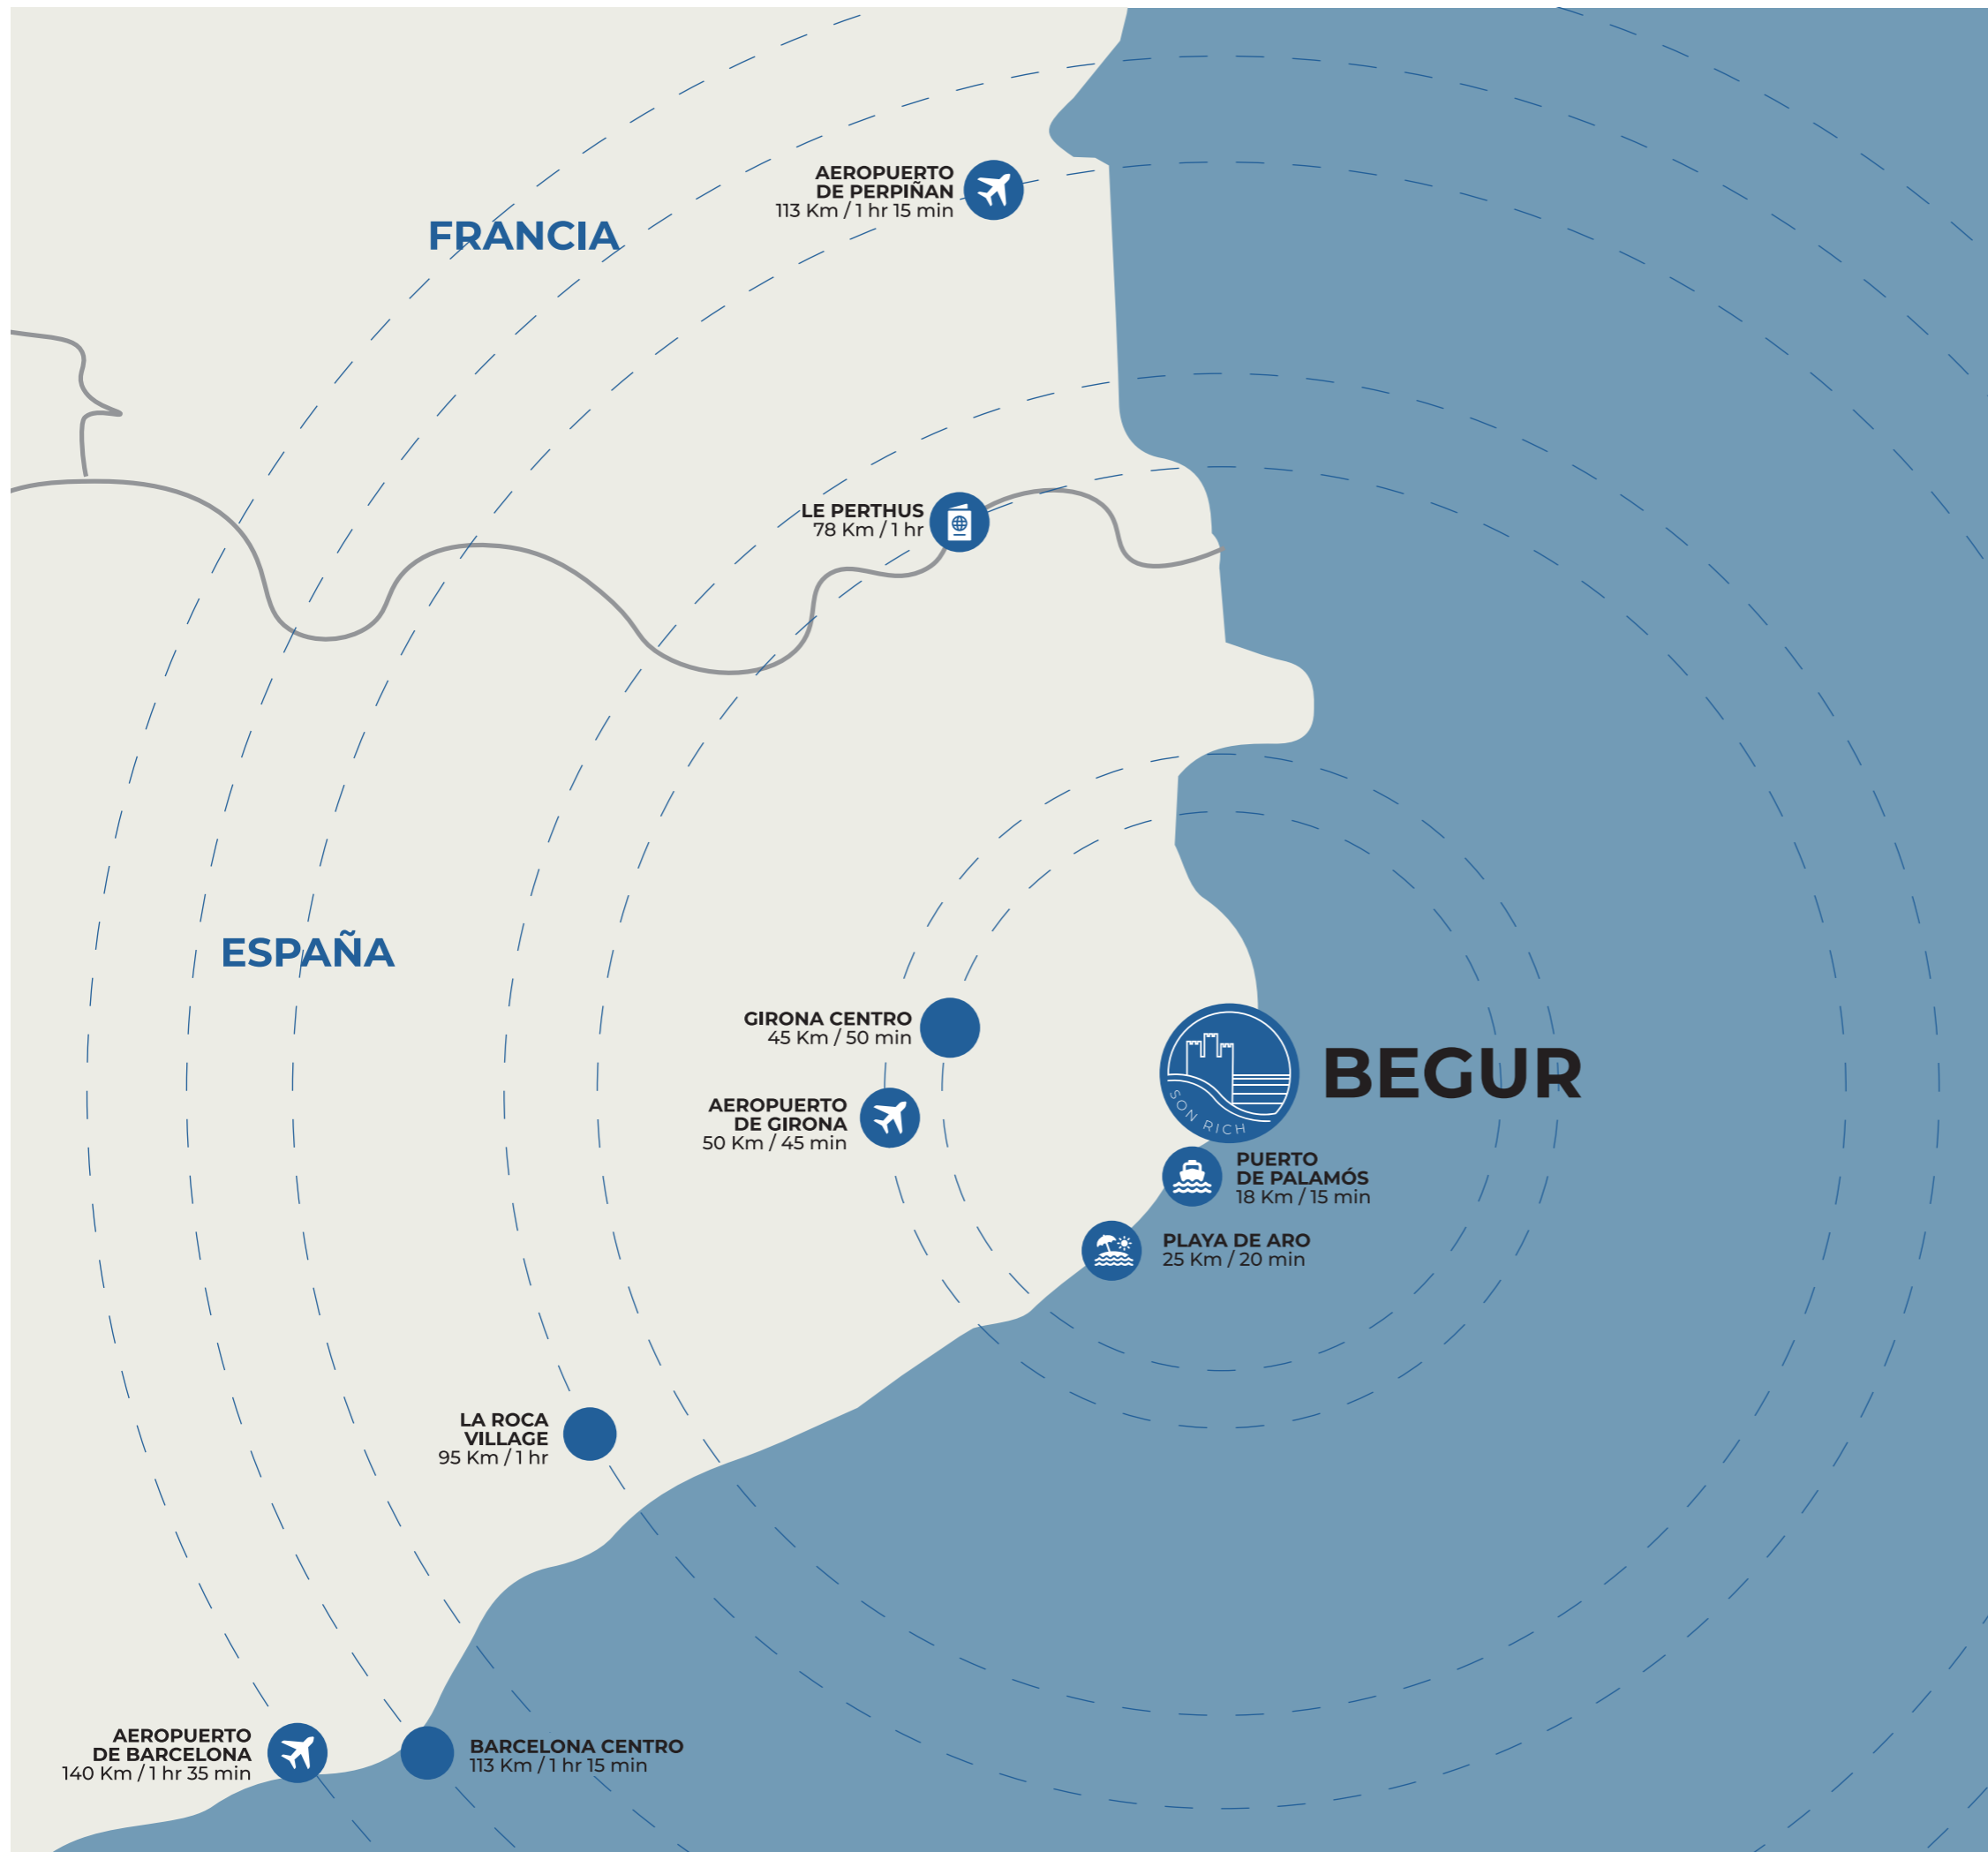 AEROPUERTO
DE PERPIÑAN
113 Km / 1 hr 15 min
FRANCIA
LE PERTHUS
78 Km / 1 hr
ESPAÑA
GIRONA CENTRO
45 Km / 50 min
BEGUR
SON RICH
AEROPUERTO
DE GIRONA
50 Km / 45 min
PUERTO
DE PALAMÓS
18 Km / 15 min
PLAYA DE ARO
25 Km / 20 min
LA ROCA
VILLAGE
95 Km / 1 hr
AEROPUERTO
DE BARCELONA
140 Km / 1 hr 35 min
BARCELONA CENTRO
113 Km / 1 hr 15 min